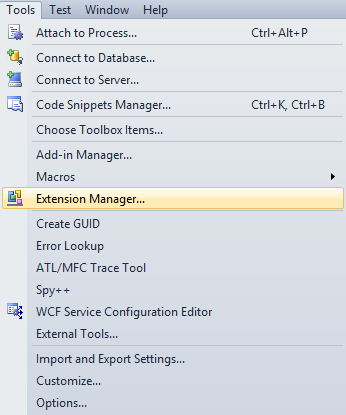 Tools Test Window Help
Attach to Process... Ctrl+Alt+P
Connect to Database...
Connect to Server...
Code Snippets Manager... Ctrl+K, Ctrl+B
Choose Toolbox Items...
Add-in Manager...
Macros
Extension Manager...
Create GUID
Error Lookup
ATL/MFC Trace Tool
Spy++
WCF Service Configuration Editor
External Tools...
Import and Export Settings...
Customize...
Options...